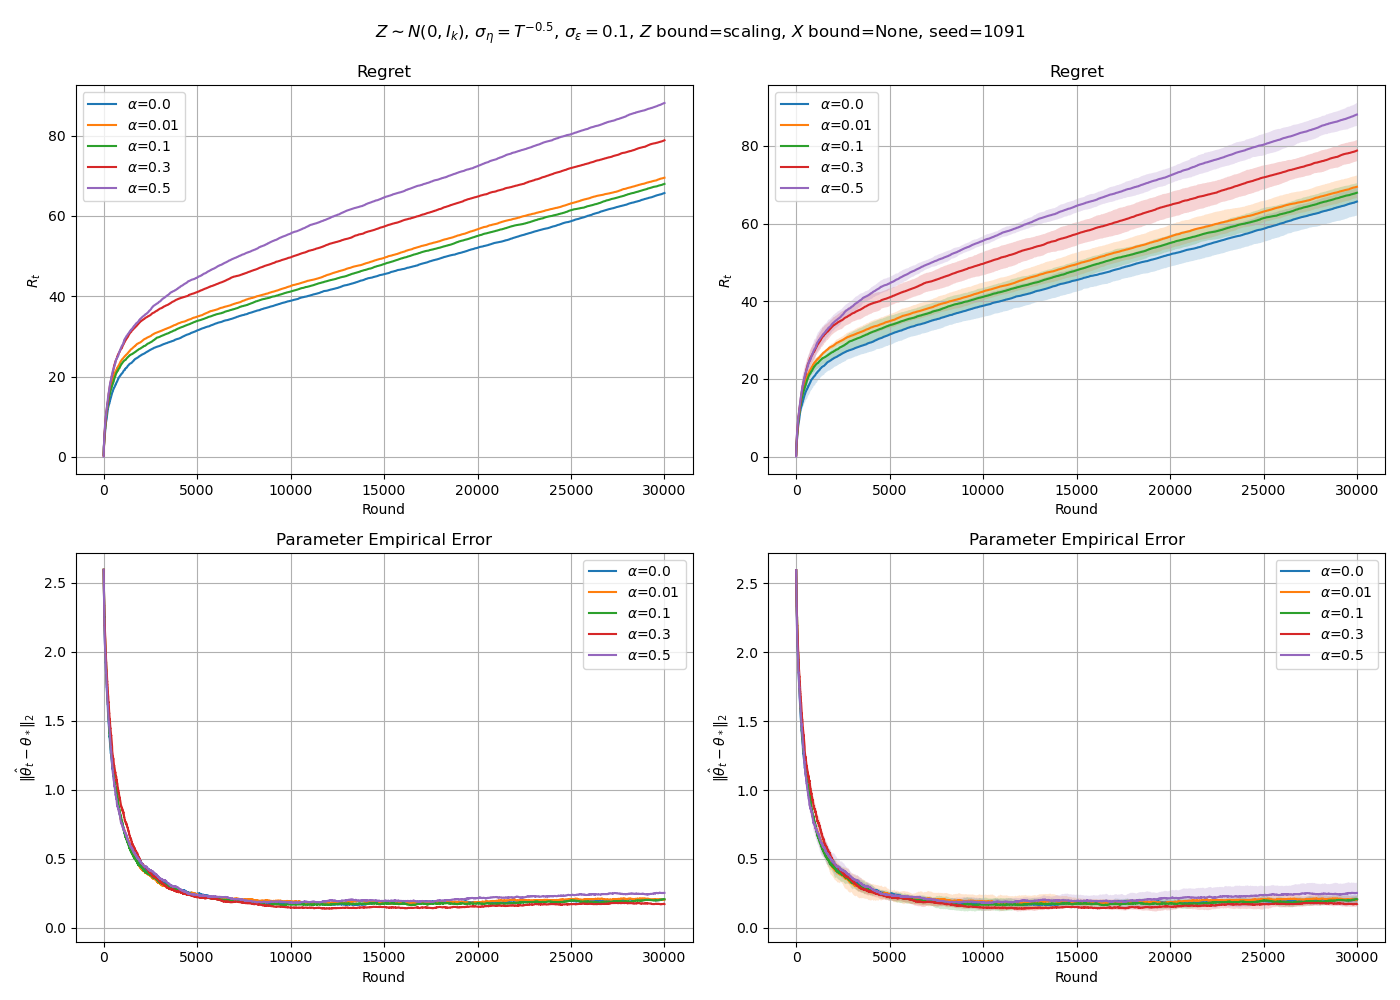 Z ∼ N(0, I_k), σ_η = T^{−0.5}, σ_ε = 0.1, Z bound=scaling, X bound=None, seed=1091
Regret
α=0.0
α=0.01
α=0.1
α=0.3
α=0.5
R_t
80
60
40
20
0
0 5000 10000 15000 20000 25000 30000
Round
Regret
α=0.0
α=0.01
α=0.1
α=0.3
α=0.5
R_t
80
60
40
20
0
0 5000 10000 15000 20000 25000 30000
Round
Parameter Empirical Error
α=0.0
α=0.01
α=0.1
α=0.3
α=0.5
‖θ̂_t − θ_*‖₂
2.5
2.0
1.5
1.0
0.5
0.0
0 5000 10000 15000 20000 25000 30000
Round
Parameter Empirical Error
α=0.0
α=0.01
α=0.1
α=0.3
α=0.5
‖θ̂_t − θ_*‖₂
2.5
2.0
1.5
1.0
0.5
0.0
0 5000 10000 15000 20000 25000 30000
Round